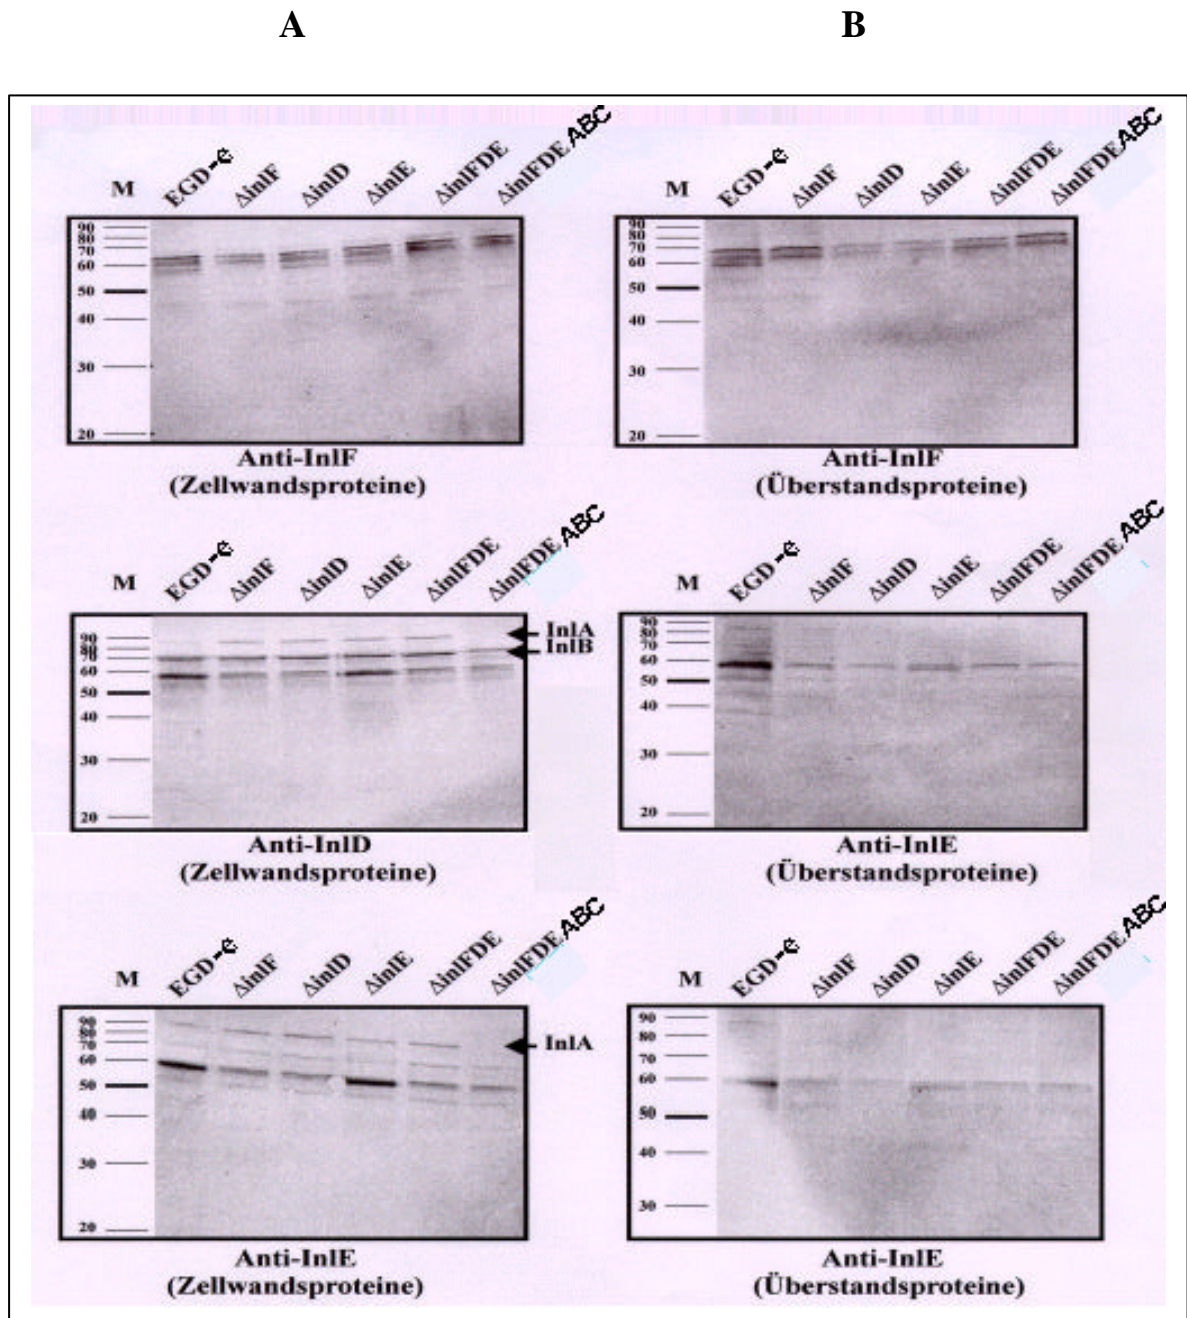 A
B
M EGD-e ΔinlF ΔinlD ΔinlE ΔinlFDE ΔinlFDE ABC
90
80
70
60
50
40
30
20
Anti-InlF
(Zellwandsproteine)
M EGD-e ΔinlF ΔinlD ΔinlE ΔinlFDE ΔinlFDE ABC
90
80
70
60
50
40
30
20
Anti-InlF
(Überstandsproteine)
M EGD-e ΔinlF ΔinlD ΔinlE ΔinlFDE ΔinlFDE ABC
90
80
70
60
50
40
30
20
InlA
InlB
Anti-InlD
(Zellwandsproteine)
M EGD-e ΔinlF ΔinlD ΔinlE ΔinlFDE ΔinlFDE ABC
90
80
70
60
50
40
30
20
Anti-InlE
(Überstandsproteine)
M EGD-e ΔinlF ΔinlD ΔinlE ΔinlFDE ΔinlFDE ABC
90
80
70
60
50
40
30
20
InlA
Anti-InlE
(Zellwandsproteine)
M EGD-e ΔinlF ΔinlD ΔinlE ΔinlFDE ΔinlFDE ABC
90
80
70
60
50
40
30
Anti-InlE
(Überstandsproteine)